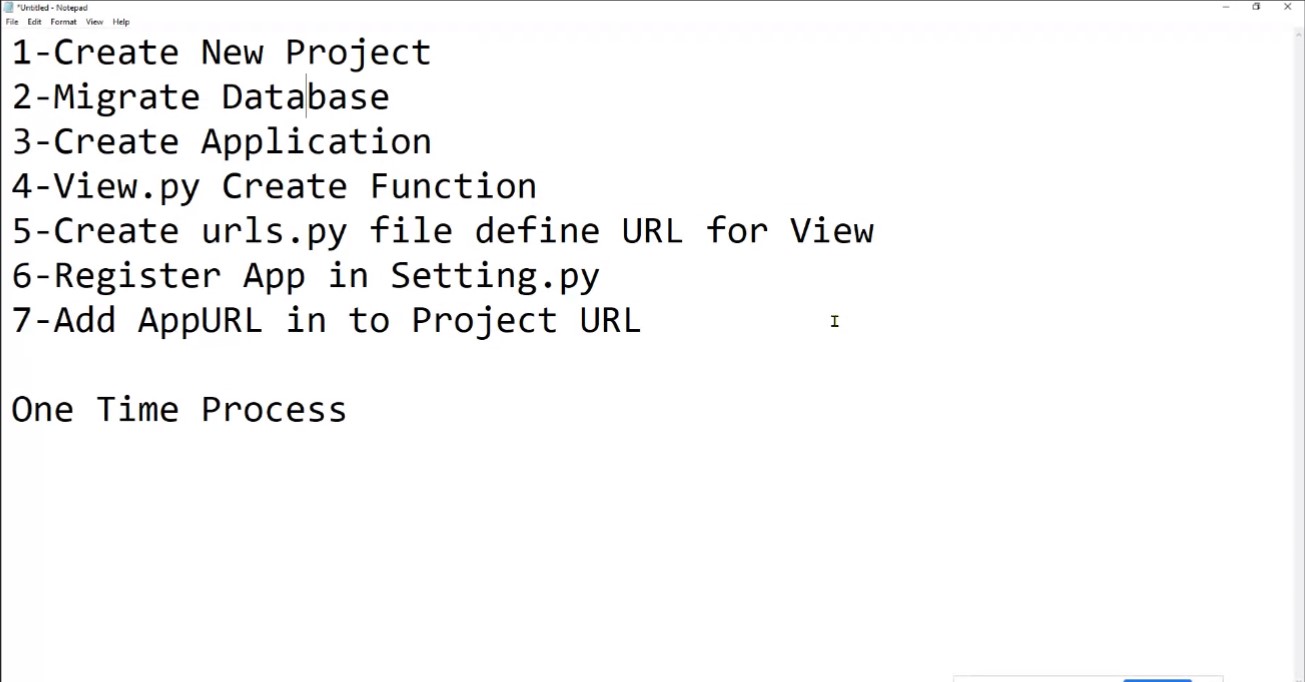 *Untitled - Notepad
File Edit Format View Help
1-Create New Project
2-Migrate Database
3-Create Application
4-View.py Create Function
5-Create urls.py file define URL for View
6-Register App in Setting.py
7-Add AppURL in to Project URL
One Time Process